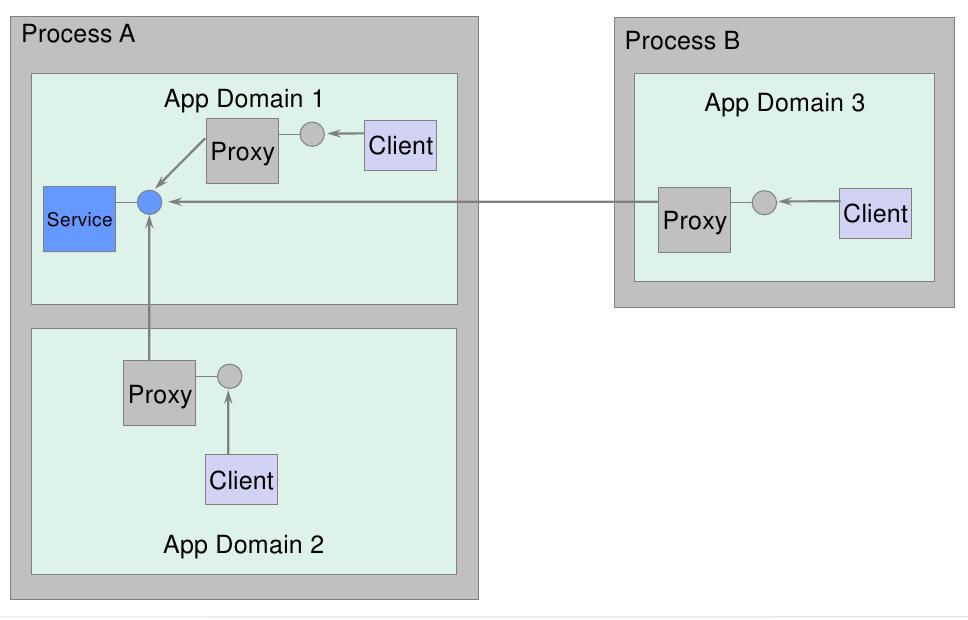 Process A
App Domain 1
Proxy
Client
Service
Proxy
Client
App Domain 2
Process B
App Domain 3
Proxy
Client